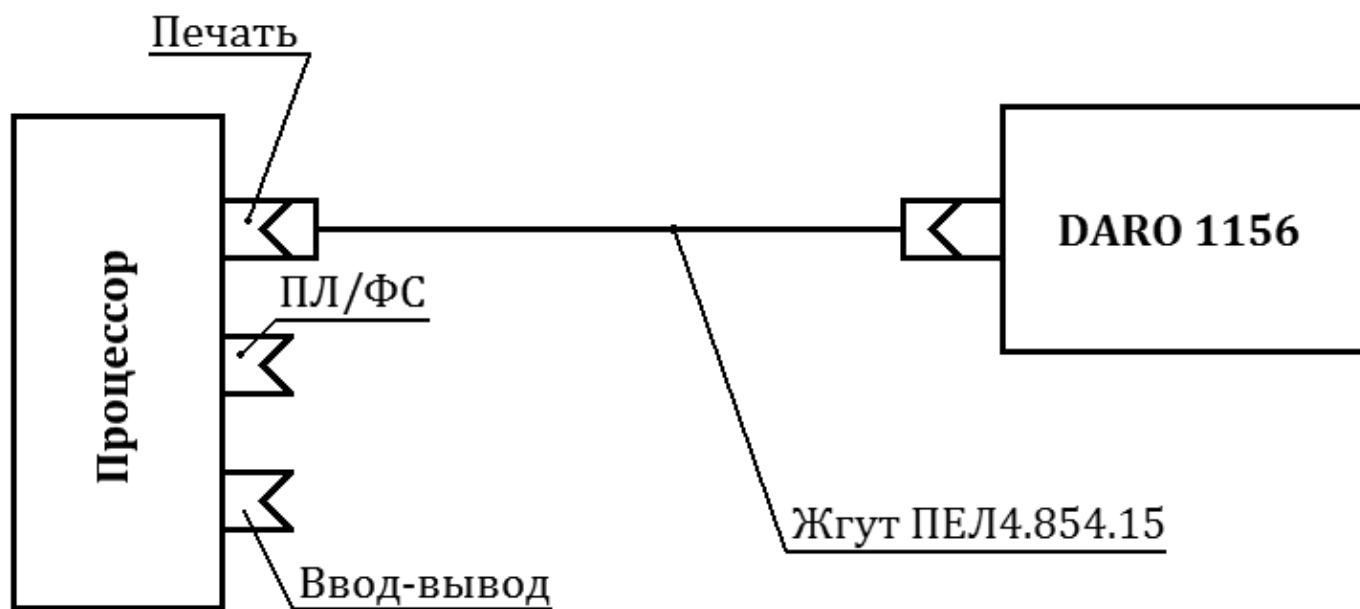 Печать
Процессор
DARO 1156
ПЛ/ФС
Жгут ПЕЛ4.854.15
Ввод-вывод